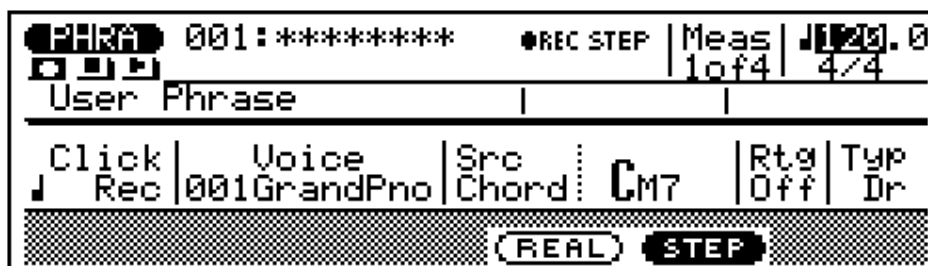 PHRA 001:******** ●REC STEP Meas ♩120.0
1of4 4/4
User Phrase
Click Voice Src CM7 Rtg Typ
♩ Rec 001GrandPno Chord Off Dr
REAL STEP